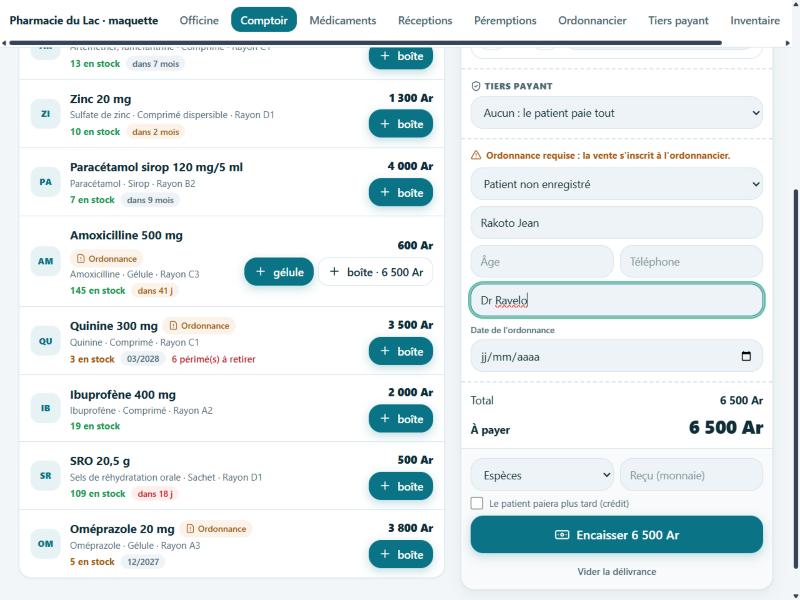 Pharmacie du Lac · maquette
Officine
Comptoir
Médicaments
Réceptions
Péremptions
Ordonnancier
Tiers payant
Inventaire
13 en stock
dans 7 mois
+ boîte
ZI
Zinc 20 mg
Sulfate de zinc · Comprimé dispersible · Rayon D1
10 en stock
dans 2 mois
1 300 Ar
+ boîte
PA
Paracétamol sirop 120 mg/5 ml
Paracétamol · Sirop · Rayon B2
7 en stock
dans 9 mois
4 000 Ar
+ boîte
AM
Amoxicilline 500 mg
Ordonnance
Amoxicilline · Gélule · Rayon C3
145 en stock
dans 41 j
600 Ar
+ gélule
+ boîte · 6 500 Ar
QU
Quinine 300 mg
Ordonnance
Quinine · Comprimé · Rayon C1
3 en stock
03/2028
6 périmé(s) à retirer
3 500 Ar
+ boîte
IB
Ibuprofène 400 mg
Ibuprofène · Comprimé · Rayon A2
19 en stock
2 000 Ar
+ boîte
SR
SRO 20,5 g
Sels de réhydratation orale · Sachet · Rayon D1
109 en stock
dans 18 j
500 Ar
+ boîte
OM
Oméprazole 20 mg
Ordonnance
Oméprazole · Gélule · Rayon A3
5 en stock
12/2027
3 800 Ar
+ boîte
TIERS PAYANT
Aucun : le patient paie tout
Ordonnance requise : la vente s'inscrit à l'ordonnancier.
Patient non enregistré
Rakoto Jean
Âge
Téléphone
Dr Ravelo
Date de l'ordonnance
jj/mm/aaaa
Total
6 500 Ar
À payer
6 500 Ar
Espèces
Reçu (monnaie)
Le patient paiera plus tard (crédit)
Encaisser 6 500 Ar
Vider la délivrance